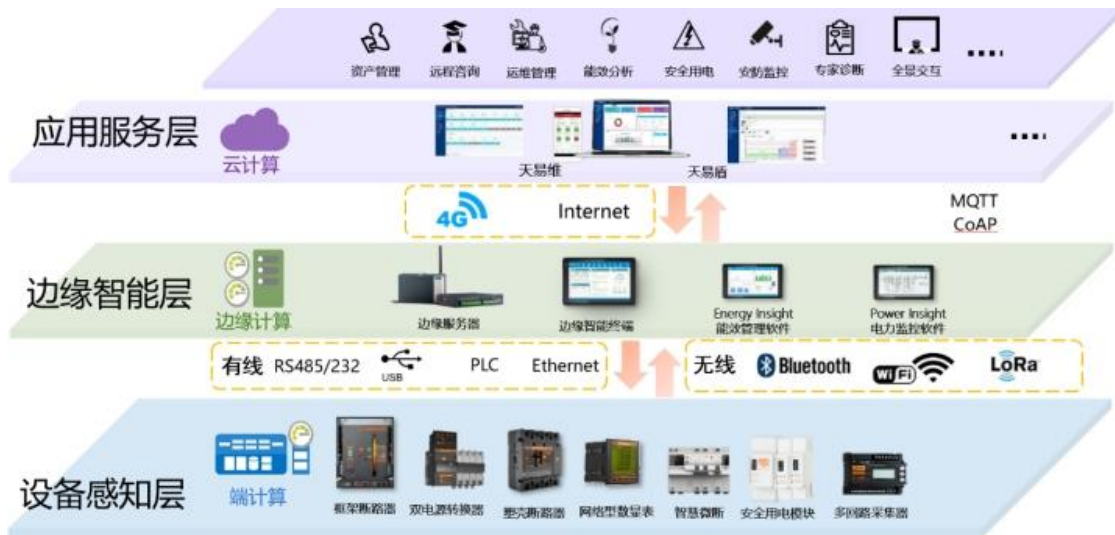 资产管理 远程咨询 运维管理 能效分析 安全用电 安防监控 专家诊断 全景交互
应用服务层
云计算
天易维 天易盾
4G Internet
MQTT
CoAP
边缘智能层
边缘计算
边缘服务器 边缘智能终端
Energy Insight
能效管理软件
Power Insight
电力监控软件
有线 RS485/232 USB PLC Ethernet
无线 Bluetooth WiFi LoRa
设备感知层
端计算
框架断路器 双电源转换器 塑壳断路器 网络型数显表 智慧微断 安全用电模块 多回路采集器